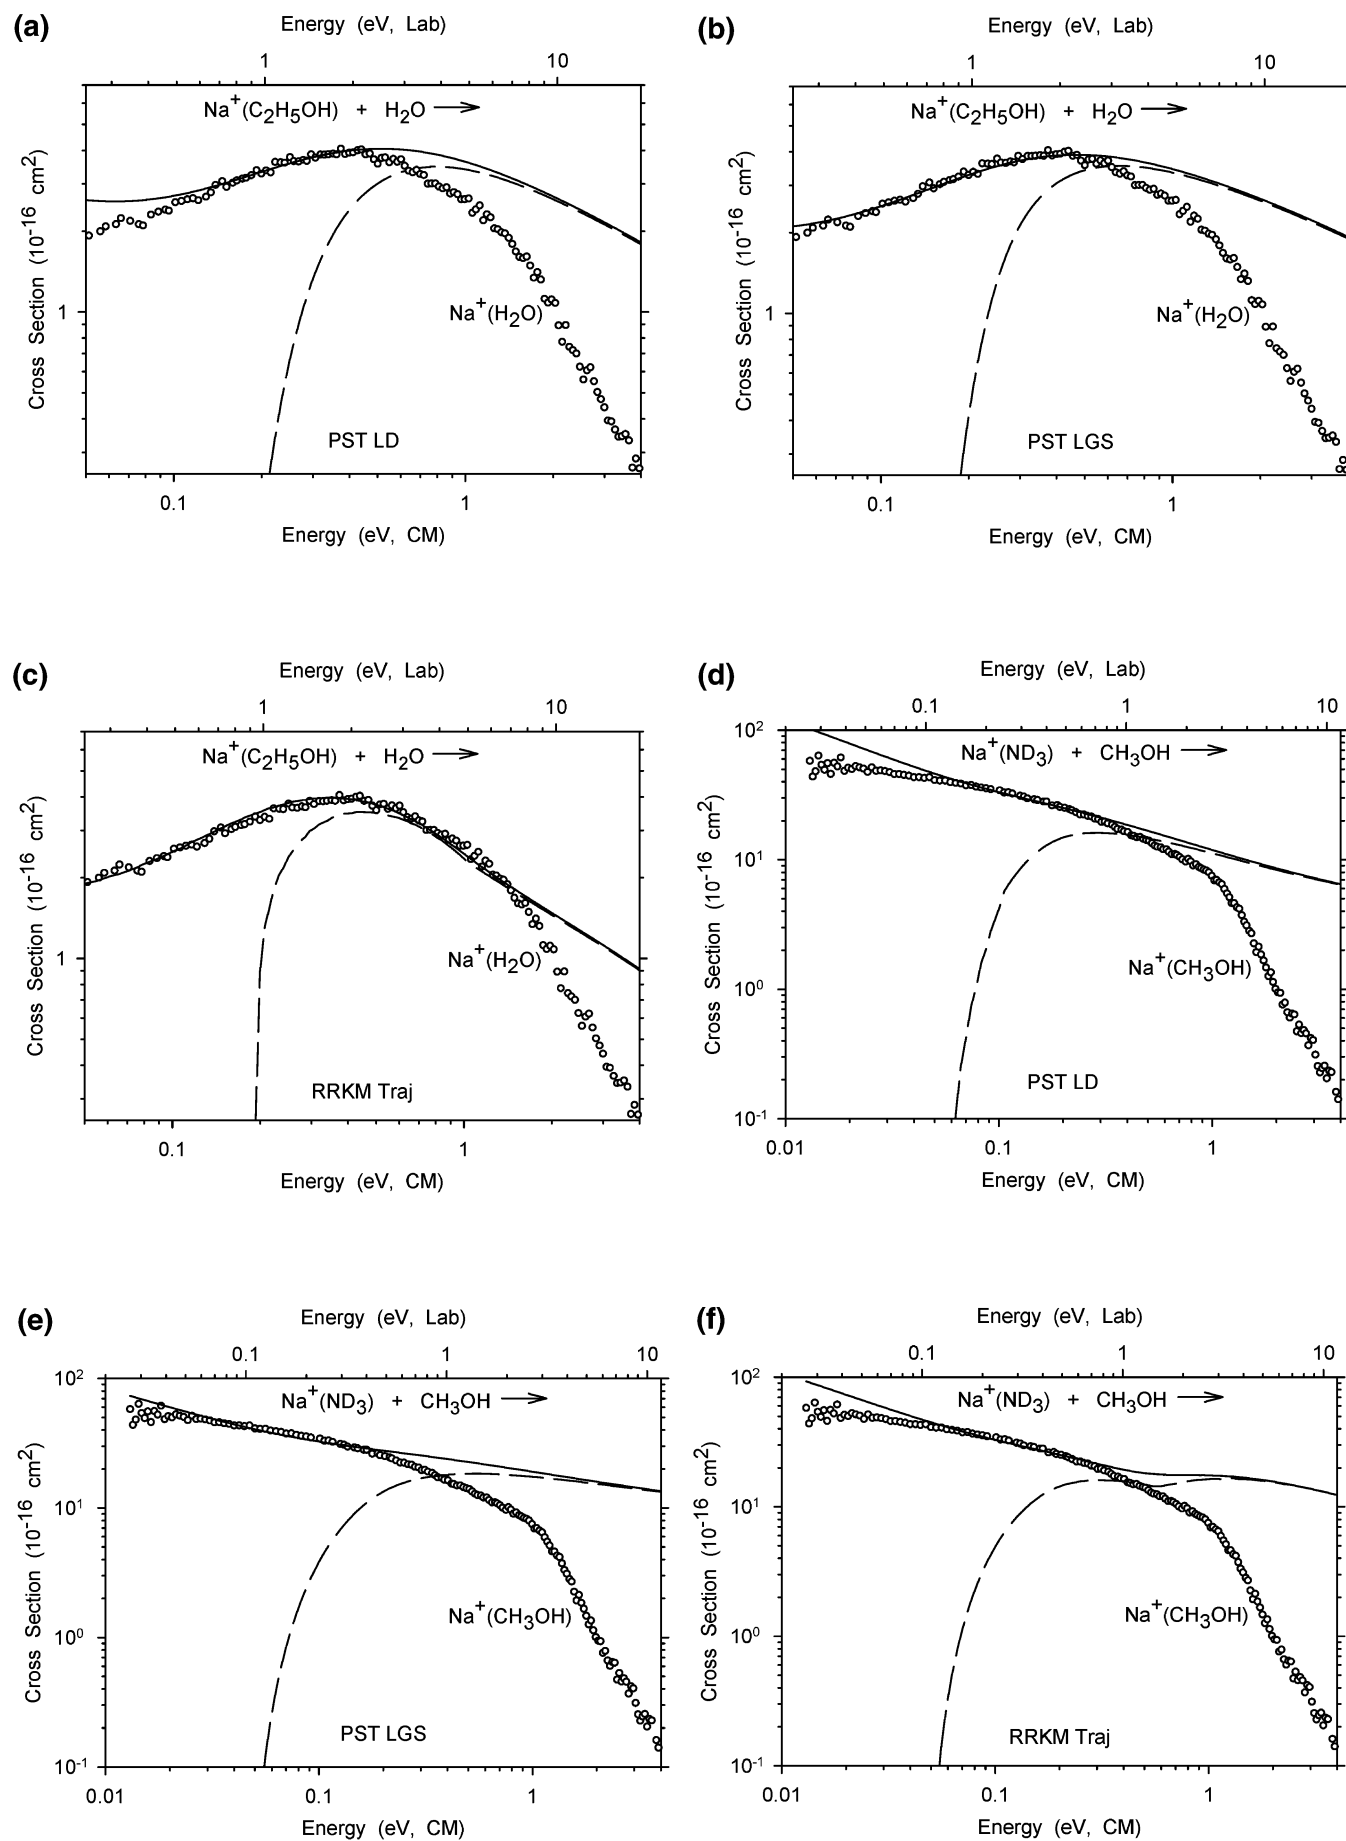 (a)
Energy (eV, Lab)
1 10
Na⁺(C₂H₅OH) + H₂O
Cross Section (10⁻¹⁶ cm²)
1
Na⁺(H₂O)
PST LD
0.1 1
Energy (eV, CM)
(b)
Energy (eV, Lab)
1 10
Na⁺(C₂H₅OH) + H₂O
Cross Section (10⁻¹⁶ cm²)
1
Na⁺(H₂O)
PST LGS
0.1 1
Energy (eV, CM)
(c)
Energy (eV, Lab)
1 10
Na⁺(C₂H₅OH) + H₂O
Cross Section (10⁻¹⁶ cm²)
1
Na⁺(H₂O)
RRKM Traj
0.1 1
Energy (eV, CM)
(d)
Energy (eV, Lab)
0.1 1 10
10²
Na⁺(ND₃) + CH₃OH
Cross Section (10⁻¹⁶ cm²)
10¹
Na⁺(CH₃OH)
10⁰
PST LD
10⁻¹
0.01 0.1 1
Energy (eV, CM)
(e)
Energy (eV, Lab)
0.1 1 10
10²
Na⁺(ND₃) + CH₃OH
Cross Section (10⁻¹⁶ cm²)
10¹
Na⁺(CH₃OH)
10⁰
PST LGS
10⁻¹
0.01 0.1 1
Energy (eV, CM)
(f)
Energy (eV, Lab)
0.1 1 10
10²
Na⁺(ND₃) + CH₃OH
Cross Section (10⁻¹⁶ cm²)
10¹
Na⁺(CH₃OH)
10⁰
RRKM Traj
10⁻¹
0.01 0.1 1
Energy (eV, CM)